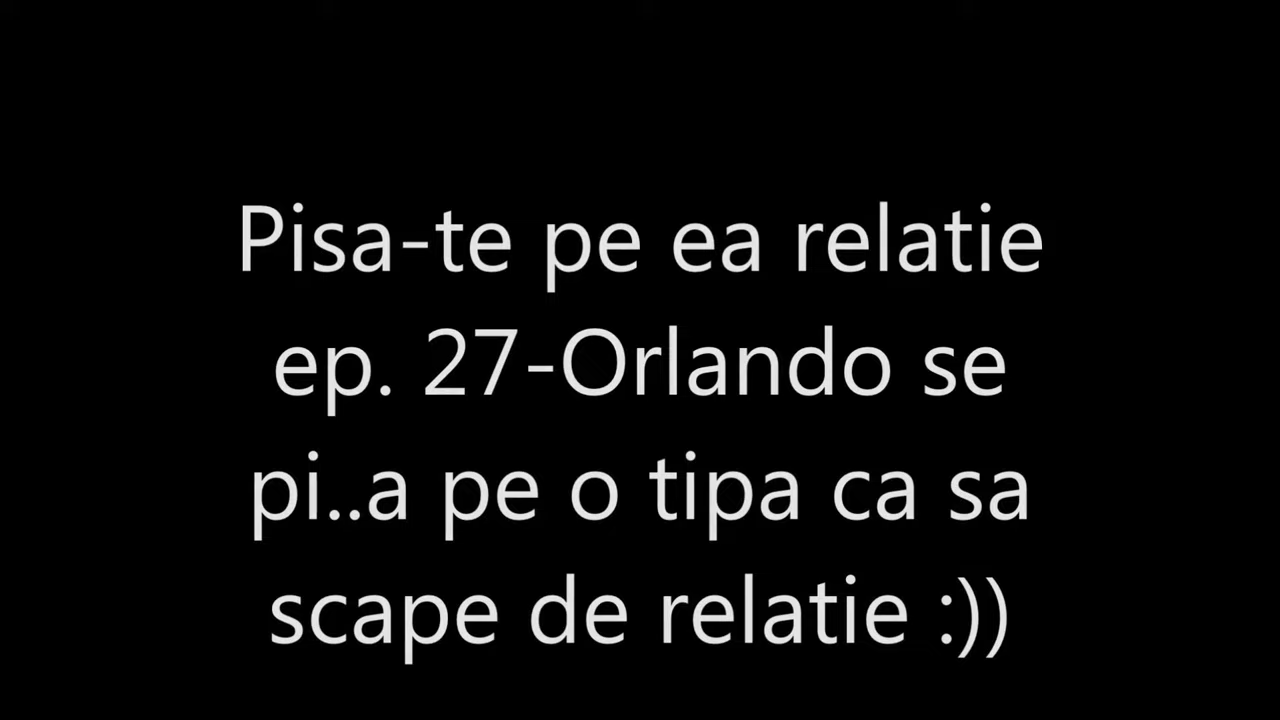 Pisa-te pe ea relatie
ep. 27-Orlando se
pi..a pe o tipa ca sa
scape de relatie :))